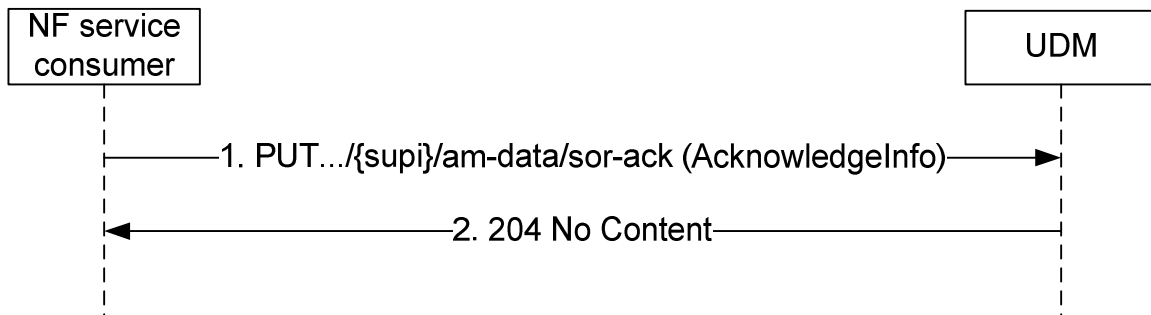 NF service
consumer
UDM
1. PUT.../{supi}/am-data/sor-ack (AcknowledgeInfo)
2. 204 No Content